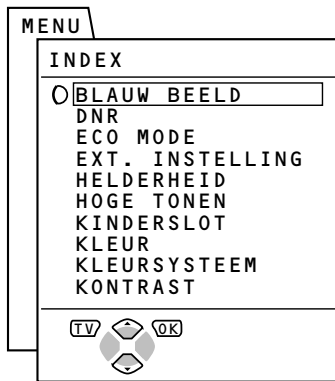 MENU
INDEX
BLAUW BEELD
DNR
ECO MODE
EXT. INSTELLING
HELDERHEID
HOGE TONEN
KINDERSLOT
KLEUR
KLEURSYSTEEM
KONTRAST
TV OK